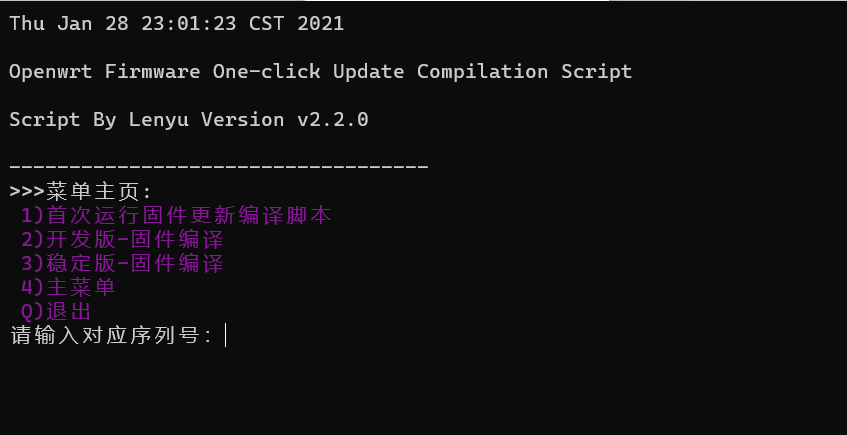 Thu Jan 28 23:01:23 CST 2021
Openwrt Firmware One-click Update Compilation Script
Script By Lenyu Version v2.2.0
-----------------------------------
>>>菜单主页:
1)首次运行固件更新编译脚本
2)开发版-固件编译
3)稳定版-固件编译
4)主菜单
Q)退出
请输入对应序列号: